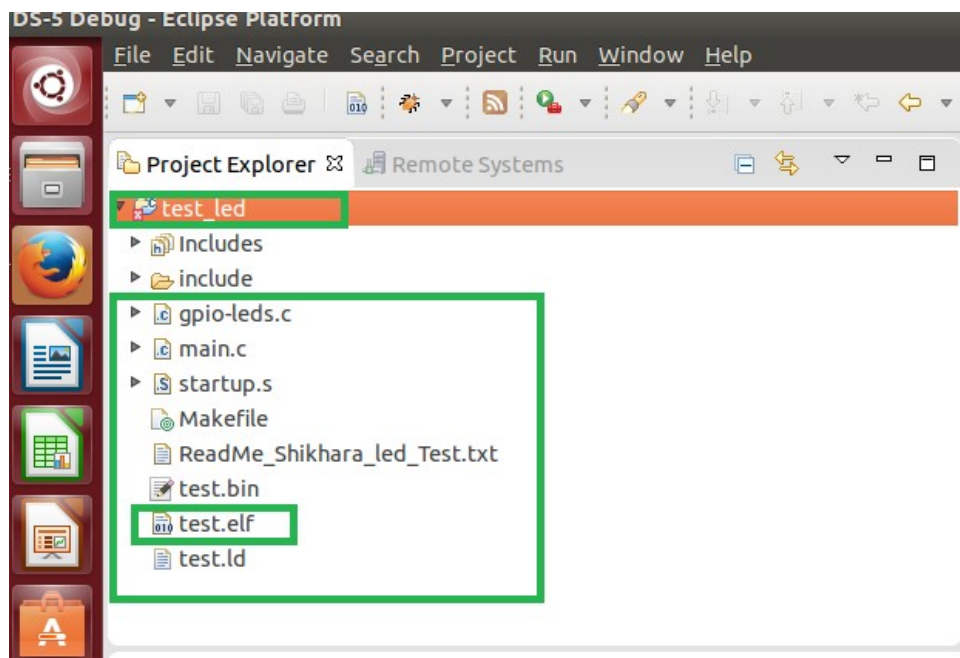 DS-5 Debug - Eclipse Platform
File Edit Navigate Search Project Run Window Help
Project Explorer Remote Systems
test_led
Includes
include
gpio-leds.c
main.c
startup.s
Makefile
ReadMe_Shikhara_led_Test.txt
test.bin
test.elf
test.ld